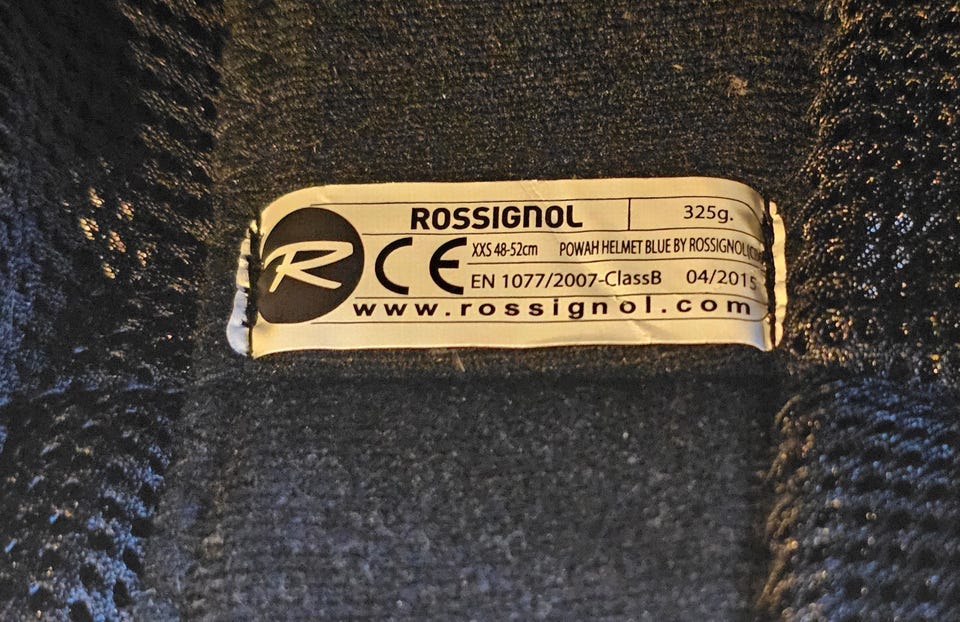 ROSSIGNOL 325g.
R CE XXS 48-52cm POWAH HELMET BLUE BY ROSSIGNOL
EN 1077/2007-ClassB 04/2015
www.rossignol.com